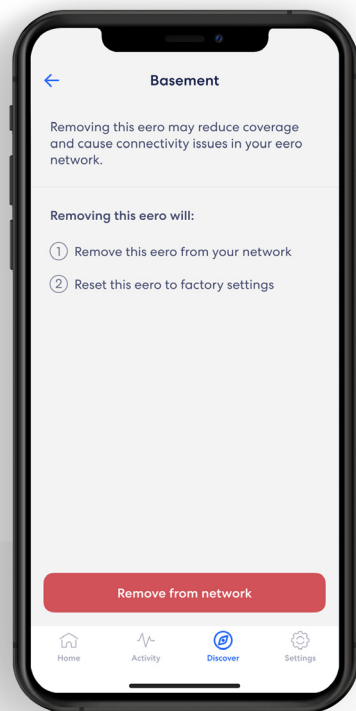 Basement
Removing this eero may reduce coverage
and cause connectivity issues in your eero
network.
Removing this eero will:
1 Remove this eero from your network
2 Reset this eero to factory settings
Remove from network
Home Activity Discover Settings